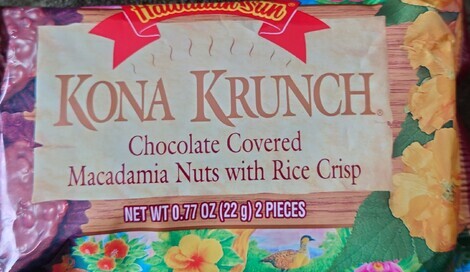 Hawaiian Sun
KONA KRUNCH®
Chocolate Covered
Macadamia Nuts with Rice Crisp
NET WT 0.77 OZ (22 g) 2 PIECES